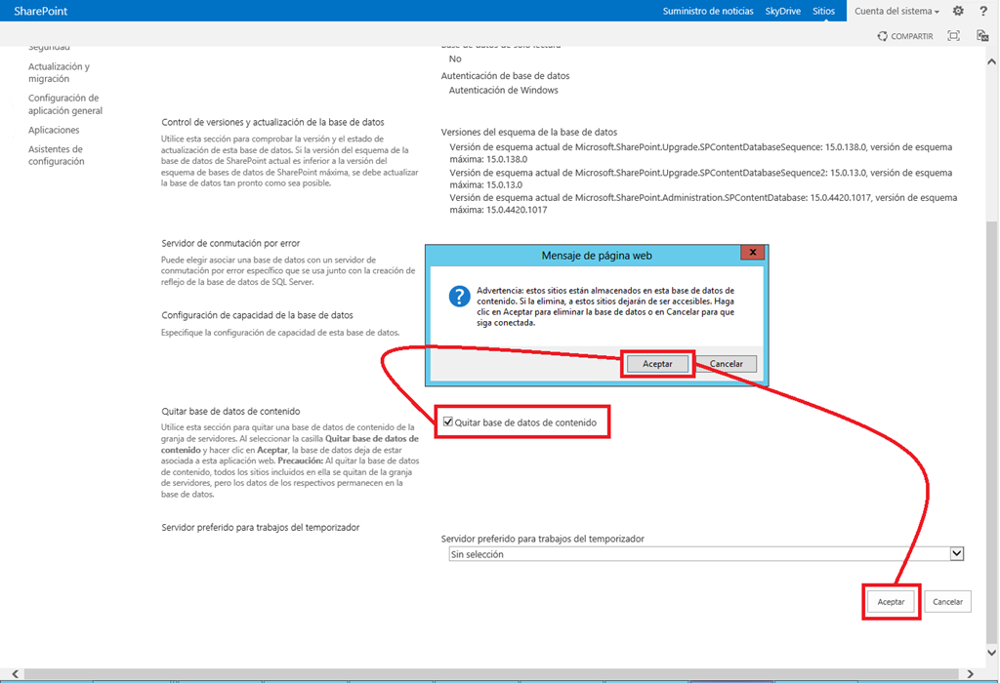 SharePoint
Suministro de noticias SkyDrive Sitios Cuenta del sistema ?
COMPARTIR
Seguridad
Actualización y
migración
Configuración de
aplicación general
Aplicaciones
Asistentes de
configuración
Base de datos de solo lectura
No
Autenticación de base de datos
Autenticación de Windows
Control de versiones y actualización de la base de datos
Utilice esta sección para comprobar la versión y el estado de
actualización de esta base de datos. Si la versión del esquema de la
base de datos de SharePoint actual es inferior a la versión del
esquema de bases de datos de SharePoint máxima, se debe actualizar
la base de datos tan pronto como sea posible.
Versiones del esquema de la base de datos
Versión de esquema actual de Microsoft.SharePoint.Upgrade.SPContentDatabaseSequence: 15.0.138.0, versión de esquema
máxima: 15.0.138.0
Versión de esquema actual de Microsoft.SharePoint.Upgrade.SPContentDatabaseSequence2: 15.0.13.0, versión de esquema
máxima: 15.0.13.0
Versión de esquema actual de Microsoft.SharePoint.Administration.SPContentDatabase: 15.0.4420.1017, versión de esquema
máxima: 15.0.4420.1017
Servidor de conmutación por error
Puede elegir asociar una base de datos con un servidor de
conmutación por error específico que se usa junto con la creación de
reflejo de la base de datos de SQL Server.
Configuración de capacidad de la base de datos
Especifique la configuración de capacidad de esta base de datos.
Mensaje de página web
x
?
Advertencia: estos sitios están almacenados en esta base de datos de
contenido. Si la elimina, a estos sitios dejarán de ser accesibles. Haga
clic en Aceptar para eliminar la base de datos o en Cancelar para que
siga conectada.
Aceptar Cancelar
Quitar base de datos de contenido
Utilice esta sección para quitar una base de datos de contenido de la
granja de servidores. Al seleccionar la casilla Quitar base de datos de
contenido y hacer clic en Aceptar, la base de datos deja de estar
asociada a esta aplicación web. Precaución: Al quitar la base de datos
de contenido, todos los sitios incluidos en ella se quitan de la granja
de servidores, pero los datos de los respectivos permanecen en la
base de datos.
Quitar base de datos de contenido
Servidor preferido para trabajos del temporizador
Servidor preferido para trabajos del temporizador
Sin selección
Aceptar Cancelar